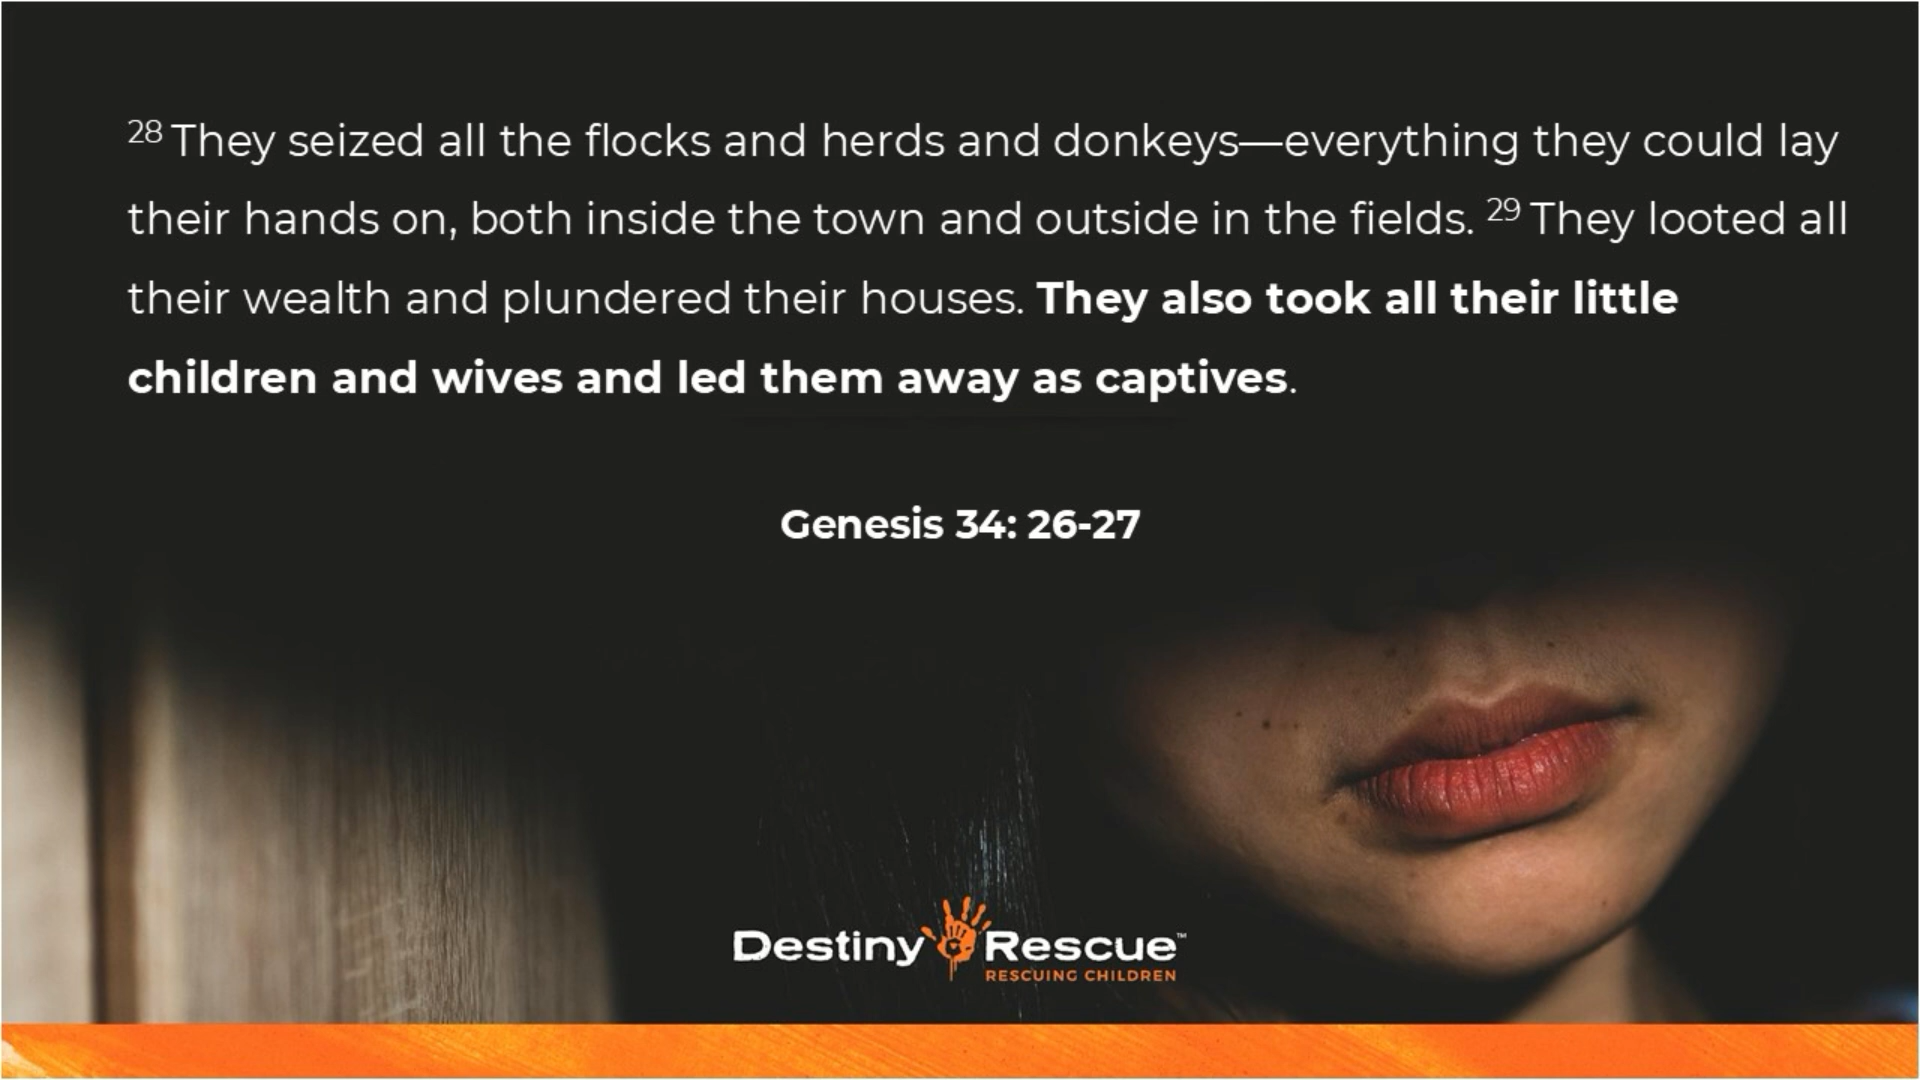 28 They seized all the flocks and herds and donkeys—everything they could lay
their hands on, both inside the town and outside in the fields. 29 They looted all
their wealth and plundered their houses. They also took all their little
children and wives and led them away as captives.
Genesis 34: 26-27
Destiny Rescue™
RESCUING CHILDREN